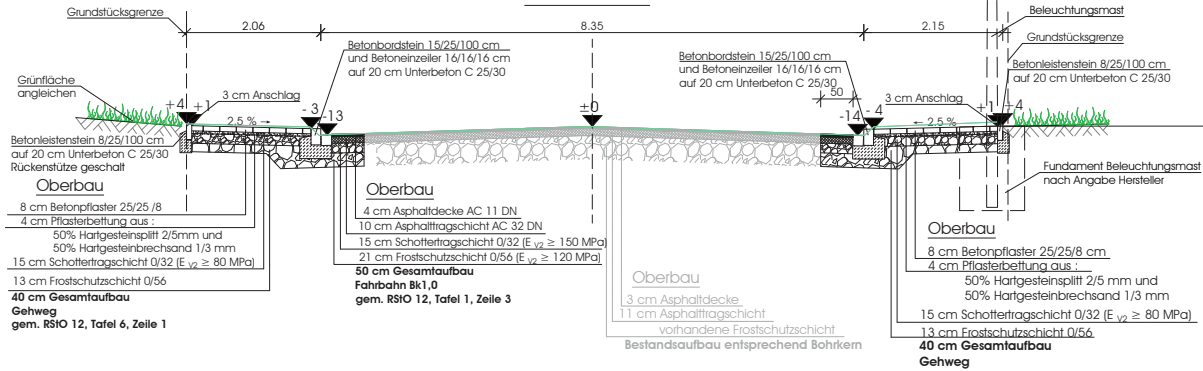 Grundstücksgrenze
2.06
8.35
2.15
Beleuchtungsmast
Grundstücksgrenze
Betonbordstein 15/25/100 cm
und Betoneinzeiler 16/16/16 cm
auf 20 cm Unterbeton C 25/30
Betonbordstein 15/25/100 cm
und Betoneinzeiler 16/16/16 cm
auf 20 cm Unterbeton C 25/30
Betonleistenstein 8/25/100 cm
auf 20 cm Unterbeton C 25/30
Grünfläche
angleichen
3 cm Anschlag
50
3 cm Anschlag
+4
+1
- 3
-13
±0
-14
- 4
+1
+4
2,5 % →
← 2,5%
Betonleistenstein 8/25/100 cm
auf 20 cm Unterbeton C 25/30
Rückenstütze geschalt
Fundament Beleuchtungsmast
nach Angabe Hersteller
Oberbau
8 cm Betonpflaster 25/25 /8
4 cm Pflasterbettung aus :
50% Hartgesteinsplitt 2/5mm und
50% Hartgesteinbrechsand 1/3 mm
15 cm Schottertragschicht 0/32 (E V2 ≥ 80 MPa)
13 cm Frostschutzschicht 0/56
40 cm Gesamtaufbau
Gehweg
gem. RStO 12, Tafel 6, Zeile 1
Oberbau
4 cm Asphaltdecke AC 11 DN
10 cm Asphalttragschicht AC 32 DN
15 cm Schottertragschicht 0/32 (E V2 ≥ 150 MPa)
21 cm Frostschutzschicht 0/56 (E V2 ≥ 120 MPa)
50 cm Gesamtaufbau
Fahrbahn Bk1,0
gem. RStO 12, Tafel 1, Zeile 3
Oberbau
3 cm Asphaltdecke
11 cm Asphalttragschicht
vorhandene Frostschutzschicht
Bestandsaufbau entsprechend Bohrkern
Oberbau
8 cm Betonpflaster 25/25/8 cm
4 cm Pflasterbettung aus :
50% Hartgesteinsplitt 2/5 mm und
50% Hartgesteinbrechsand 1/3 mm
15 cm Schottertragschicht 0/32 (E V2 ≥ 80 MPa)
13 cm Frostschutzschicht 0/56
40 cm Gesamtaufbau
Gehweg